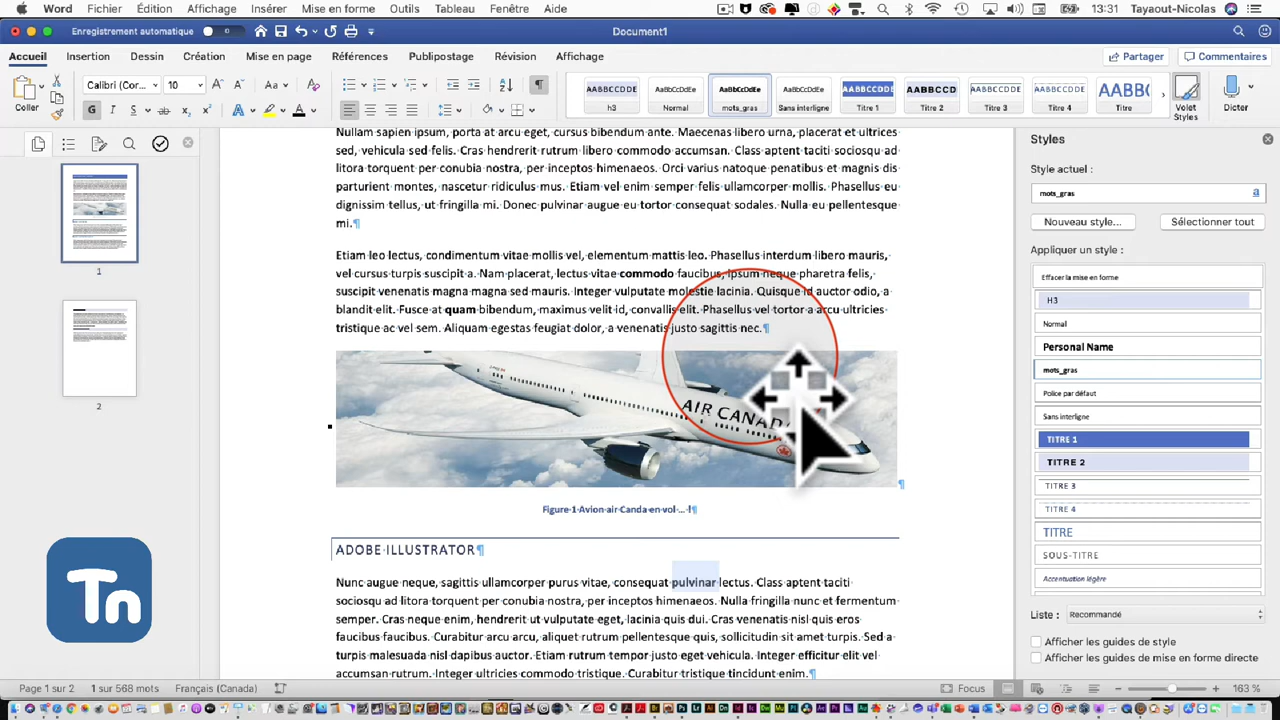 Word Fichier Édition Affichage Insérer Mise en forme Outils Tableau Fenêtre Aide 13:31 Tayaout-Nicolas
Enregistrement automatique Document1
Accueil Insertion Dessin Création Mise en page Références Publipostage Révision Affichage Partager Commentaires
Coller Calibri (Cor... 10 Aa
G I S ab x₂ x²
AABBCCDDE AaBbCcDdEe AaBbCcDdEe AaBbCcDdEe AABBCCDDE AABBCCD AABBCCDDE AABBCCDDE AABBC
h3 Normal mots_gras Sans interligne Titre 1 Titre 2 Titre 3 Titre 4 Titre Volet Styles Dicter
Nullam sapien ipsum, porta at arcu eget, cursus bibendum ante. Maecenas libero urna, placerat et ultrices
sed, vehicula sed felis. Cras hendrerit rutrum libero commodo accumsan. Class aptent taciti sociosqu ad
litora torquent per conubia nostra, per inceptos himenaeos. Orci varius natoque penatibus et magnis dis
parturient montes, nascetur ridiculus mus. Etiam vel enim semper felis ullamcorper mollis. Phasellus eu
dignissim tellus, ut fringilla mi. Donec pulvinar augue eu tortor consequat sodales. Nulla eu pellentesque
mi.¶
Etiam leo lectus, condimentum vitae mollis vel, elementum mattis leo. Phasellus interdum libero mauris,
vel cursus turpis suscipit a. Nam placerat, lectus vitae commodo faucibus, ipsum neque pharetra felis,
suscipit venenatis magna magna sed mauris. Integer vulputate molestie lacinia. Quisque id auctor odio, a
blandit elit. Fusce at quam bibendum, maximus velit id, convallis elit. Phasellus vel tortor a arcu ultricies
tristique ac vel sem. Aliquam egestas feugiat dolor, a venenatis justo sagittis nec.¶
AIR CANADA
¶
Figure 1 Avion air Canda en vol ... !¶
ADOBE ILLUSTRATOR¶
Nunc augue neque, sagittis ullamcorper purus vitae, consequat pulvinar lectus. Class aptent taciti
sociosqu ad litora torquent per conubia nostra, per inceptos himenaeos. Nulla fringilla nunc et fermentum
semper. Cras neque enim, hendrerit ut vulputate eget, lacinia quis dui. Cras venenatis nisl quis eros
faucibus faucibus. Curabitur arcu arcu, aliquet rutrum pellentesque quis, sollicitudin sit amet turpis. Sed a
turpis malesuada nisl dapibus auctor. Etiam rutrum tempor justo eget vehicula. Integer efficitur elit vel
accumsan rutrum. Integer ultricies commodo tristique. Curabitur tristique tincidunt enim.¶
1
2
Tn
Styles
Style actuel :
mots_gras a
Nouveau style... Sélectionner tout
Appliquer un style :
Effacer la mise en forme
H3
Normal
Personal Name
mots_gras
Police par défaut
Sans interligne
TITRE 1
TITRE 2
TITRE 3
TITRE 4
TITRE
SOUS-TITRE
Accentuation légère
Liste : Recommandé
Afficher les guides de style
Afficher les guides de mise en forme directe
Page 1 sur 2 1 sur 568 mots Français (Canada) Focus 163 %